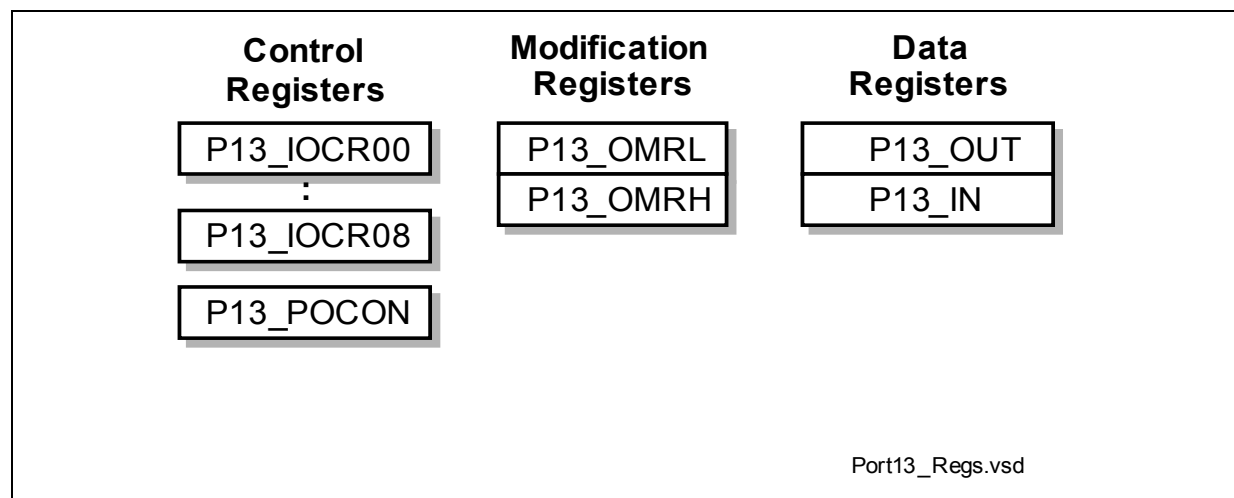 Control
Registers
P13_IOCR00
:
P13_IOCR08
P13_POCON
Modification
Registers
P13_OMRL
P13_OMRH
Data
Registers
P13_OUT
P13_IN
Port13_Regs.vsd